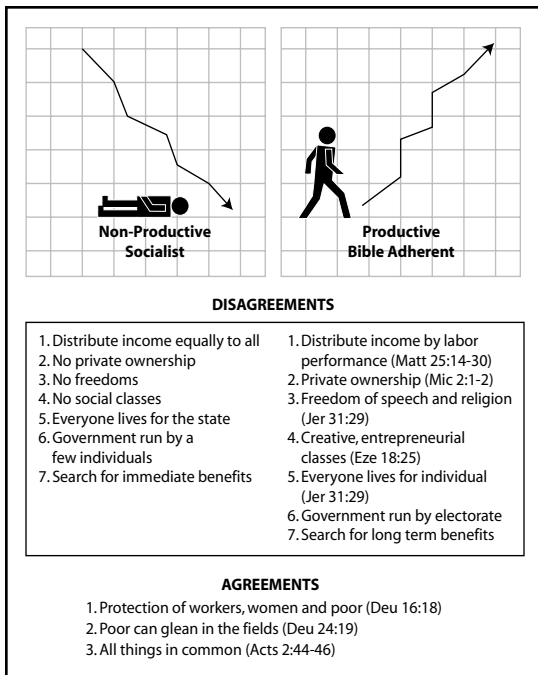 Non-Productive
Socialist
Productive
Bible Adherent
DISAGREEMENTS
1. Distribute income equally to all
2. No private ownership
3. No freedoms
4. No social classes
5. Everyone lives for the state
6. Government run by a
few individuals
7. Search for immediate benefits
1. Distribute income by labor
performance (Matt 25:14-30)
2. Private ownership (Mic 2:1-2)
3. Freedom of speech and religion
(Jer 31:29)
4. Creative, entrepreneurial
classes (Eze 18:25)
5. Everyone lives for individual
(Jer 31:29)
6. Government run by electorate
7. Search for long term benefits
AGREEMENTS
1. Protection of workers, women and poor (Deu 16:18)
2. Poor can glean in the fields (Deu 24:19)
3. All things in common (Acts 2:44-46)